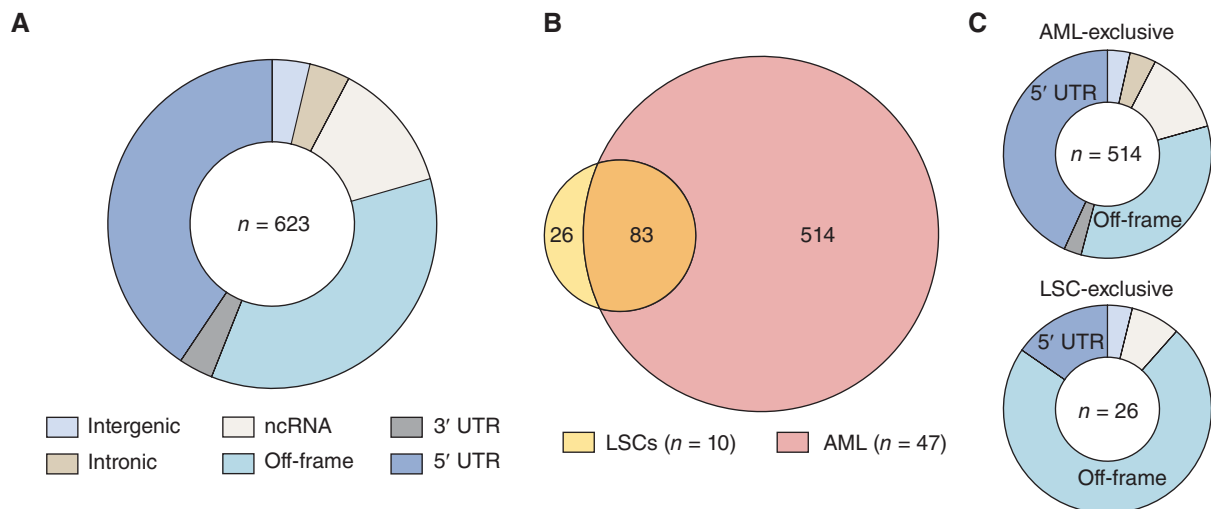 A
n = 623
Intergenic
ncRNA
3′ UTR
Intronic
Off-frame
5′ UTR
B
26
83
514
LSCs (n = 10)
AML (n = 47)
C
AML-exclusive
5′ UTR
n = 514
Off-frame
LSC-exclusive
5′ UTR
n = 26
Off-frame